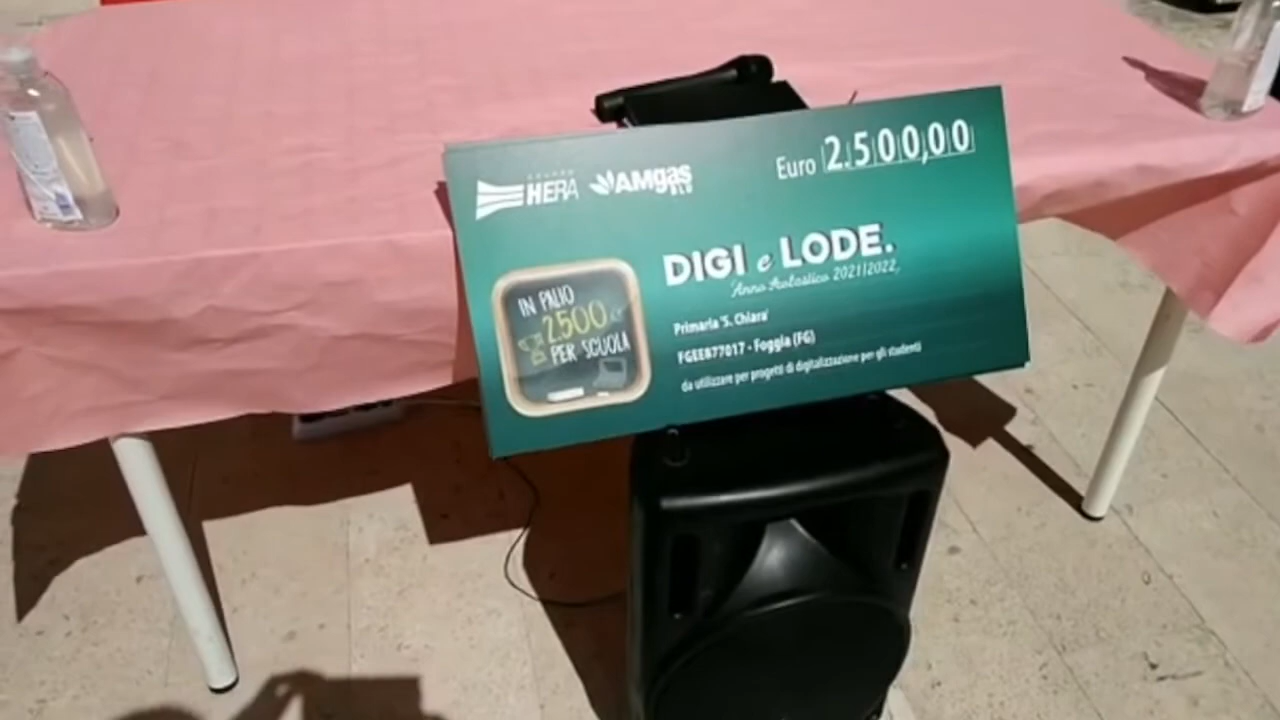 GRUPPO
HERA
AMgas
BLU
Euro 2.500,00
DIGI e LODE.
Anno Scolastico 2021/2022
IN PALIO
2500
PER SCUOLA
Primaria 'S. Chiara'
FGEE877017 - Foggia (FG)
da utilizzare per progetti di digitalizzazione per gli studenti